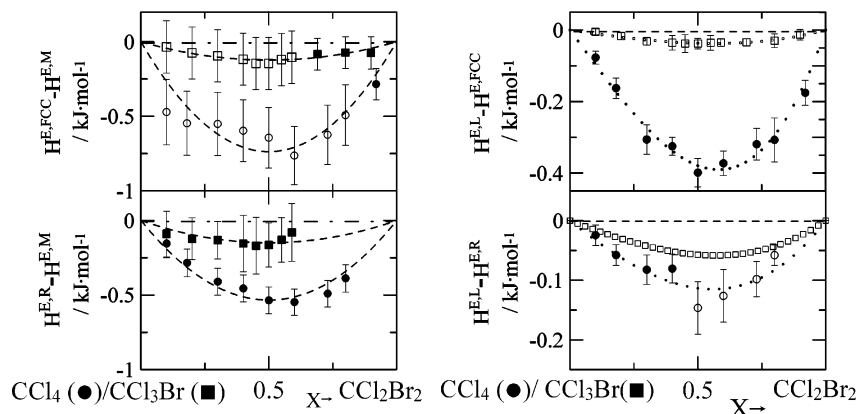 H^E,FCC-H^E,M
/ kJ·mol⁻¹
0
-0.5
-1
H^E,R-H^E,M
/ kJ·mol⁻¹
0
-0.5
-1
CCl₄ (●)/CCl₃Br (■) 0.5 X→ CCl₂Br₂
H^E,L-H^E,FCC
/ kJ·mol⁻¹
0
-0.2
-0.4
H^E,L-H^E,R
/ kJ·mol⁻¹
0
-0.1
-0.2
CCl₄ (●)/ CCl₃Br(■) 0.5 X→ CCl₂Br₂